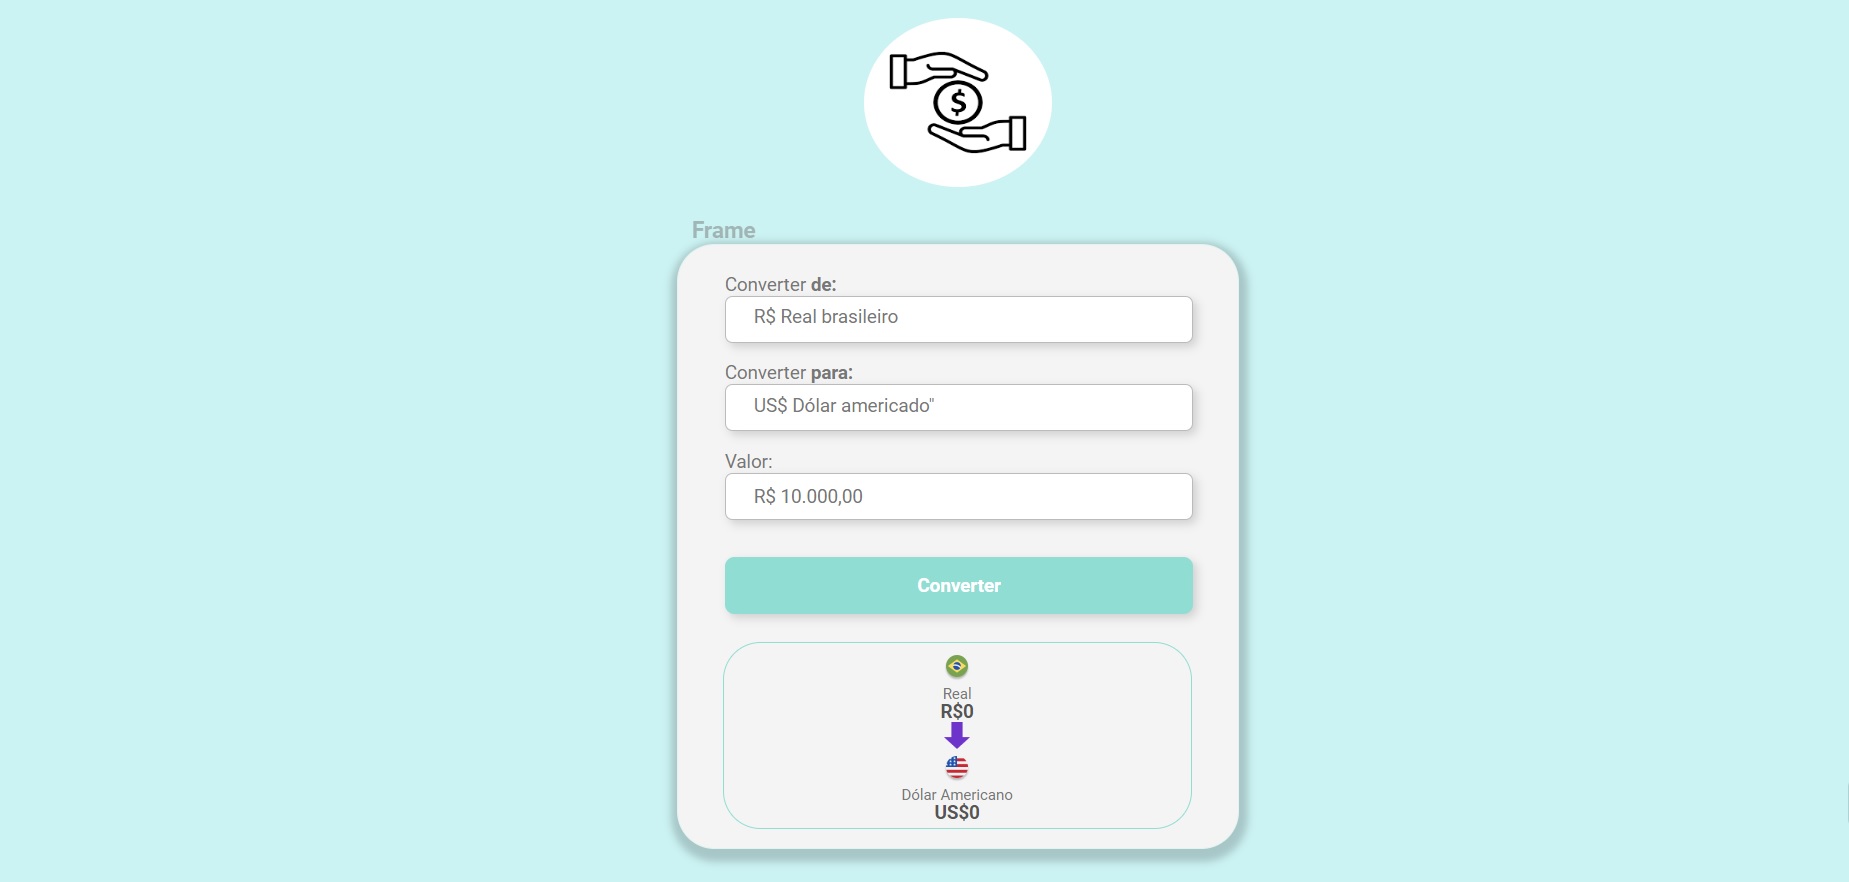 $
Frame
Converter de:
R$ Real brasileiro
Converter para:
US$ Dólar americado"
Valor:
R$ 10.000,00
Converter
Real
R$0
Dólar Americano
US$0